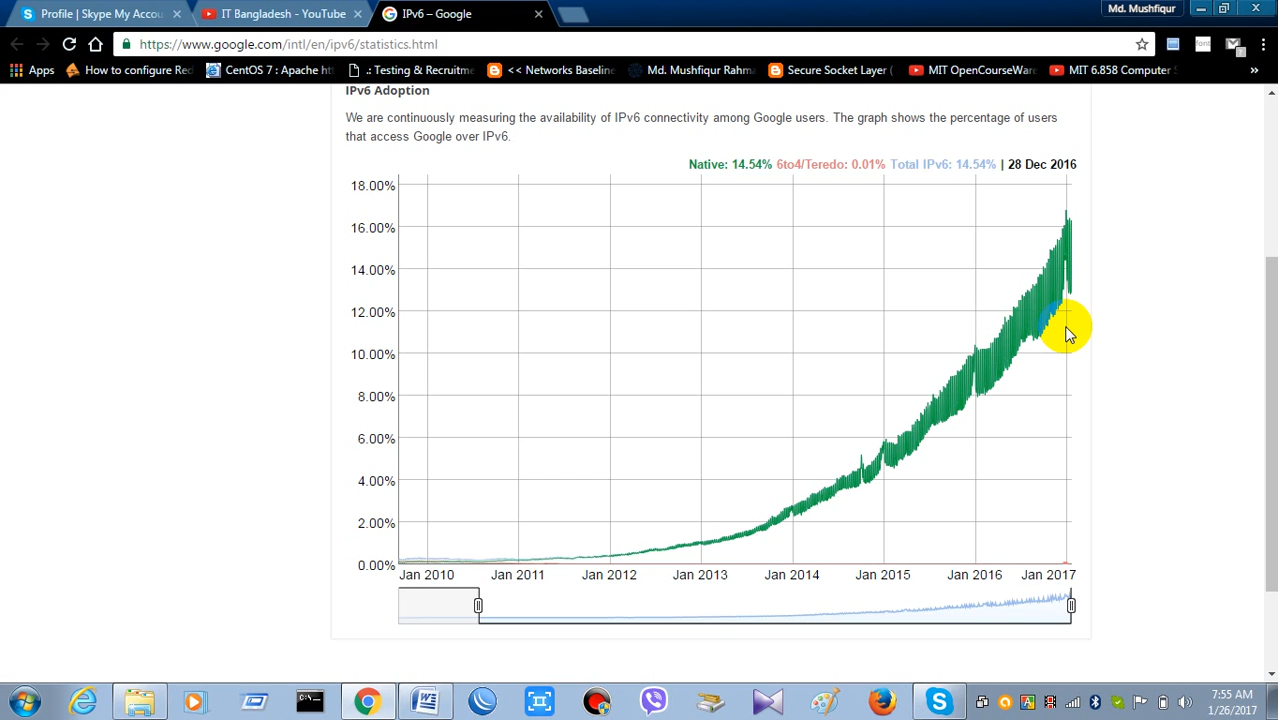 Profile | Skype My Accou
IT Bangladesh - YouTube
IPv6 – Google
Md. Mushfiqur
https://www.google.com/intl/en/ipv6/statistics.html
Apps
How to configure Red
CentOS 7 : Apache ht
.: Testing & Recruitme
<< Networks Baseline
Md. Mushfiqur Rahma
Secure Socket Layer (
MIT OpenCourseWare
MIT 6.858 Computer S
»
IPv6 Adoption
We are continuously measuring the availability of IPv6 connectivity among Google users. The graph shows the percentage of users
that access Google over IPv6.
Native: 14.54% 6to4/Teredo: 0.01% Total IPv6: 14.54% | 28 Dec 2016
18.00%
16.00%
14.00%
12.00%
10.00%
8.00%
6.00%
4.00%
2.00%
0.00%
Jan 2010 Jan 2011 Jan 2012 Jan 2013 Jan 2014 Jan 2015 Jan 2016 Jan 2017
7:55 AM
1/26/2017